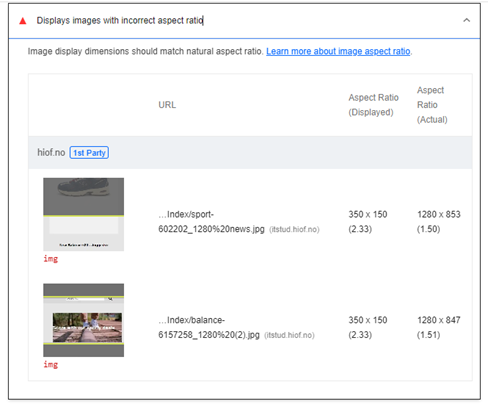 Displays images with incorrect aspect ratio
Image display dimensions should match natural aspect ratio. Learn more about image aspect ratio.
URL
Aspect Ratio (Displayed)
Aspect Ratio (Actual)
hiof.no 1st Party
…Index/sport-
602202_1280%20news.jpg (itstud.hiof.no)
350 x 150
(2.33)
1280 x 853
(1.50)
img
…Index/balance-
6157258_1280%20(2).jpg (itstud.hiof.no)
350 x 150
(2.33)
1280 x 847
(1.51)
img